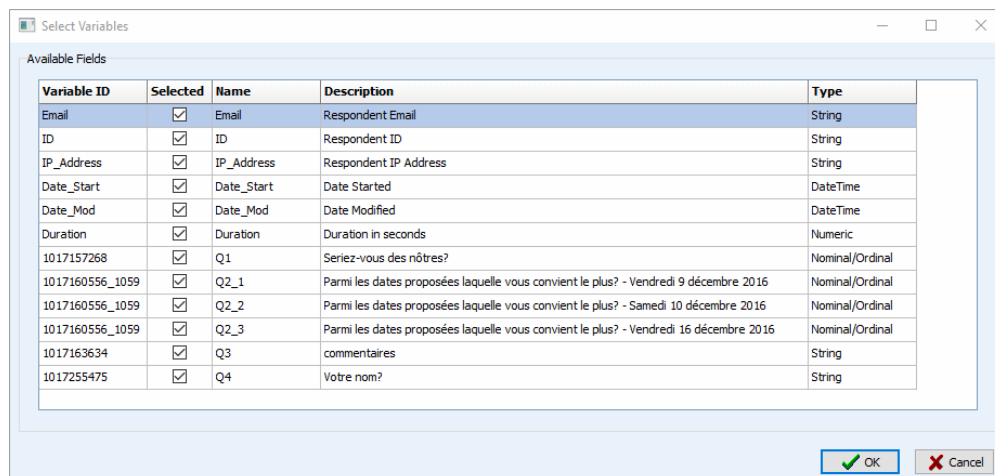 Select Variables
Available Fields
Variable ID Selected Name Description Type
Email Email Respondent Email String
ID ID Respondent ID String
IP_Address IP_Address Respondent IP Address String
Date_Start Date_Start Date Started DateTime
Date_Mod Date_Mod Date Modified DateTime
Duration Duration Duration in seconds Numeric
1017157268 Q1 Seriez-vous des nôtres? Nominal/Ordinal
1017160556_1059 Q2_1 Parmi les dates proposées laquelle vous convient le plus? - Vendredi 9 décembre 2016 Nominal/Ordinal
1017160556_1059 Q2_2 Parmi les dates proposées laquelle vous convient le plus? - Samedi 10 décembre 2016 Nominal/Ordinal
1017160556_1059 Q2_3 Parmi les dates proposées laquelle vous convient le plus? - Vendredi 16 décembre 2016 Nominal/Ordinal
1017163634 Q3 commentaires String
1017255475 Q4 Votre nom? String
OK Cancel